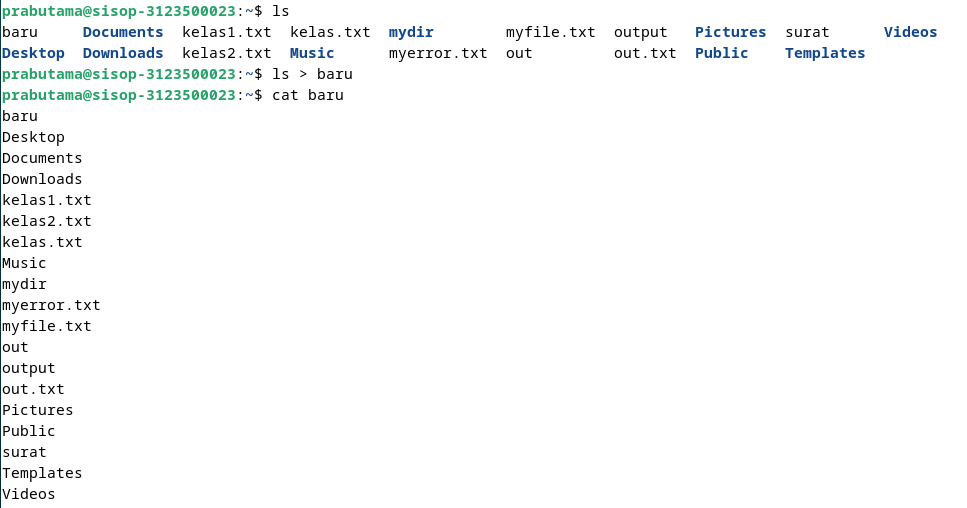 prabutama@sisop-3123500023:~$ ls
baru     Documents  kelas1.txt  kelas.txt  mydir        myfile.txt  output   Pictures  surat      Videos
Desktop  Downloads  kelas2.txt  Music      myerror.txt  out         out.txt  Public    Templates
prabutama@sisop-3123500023:~$ ls > baru
prabutama@sisop-3123500023:~$ cat baru
baru
Desktop
Documents
Downloads
kelas1.txt
kelas2.txt
kelas.txt
Music
mydir
myerror.txt
myfile.txt
out
output
out.txt
Pictures
Public
surat
Templates
Videos